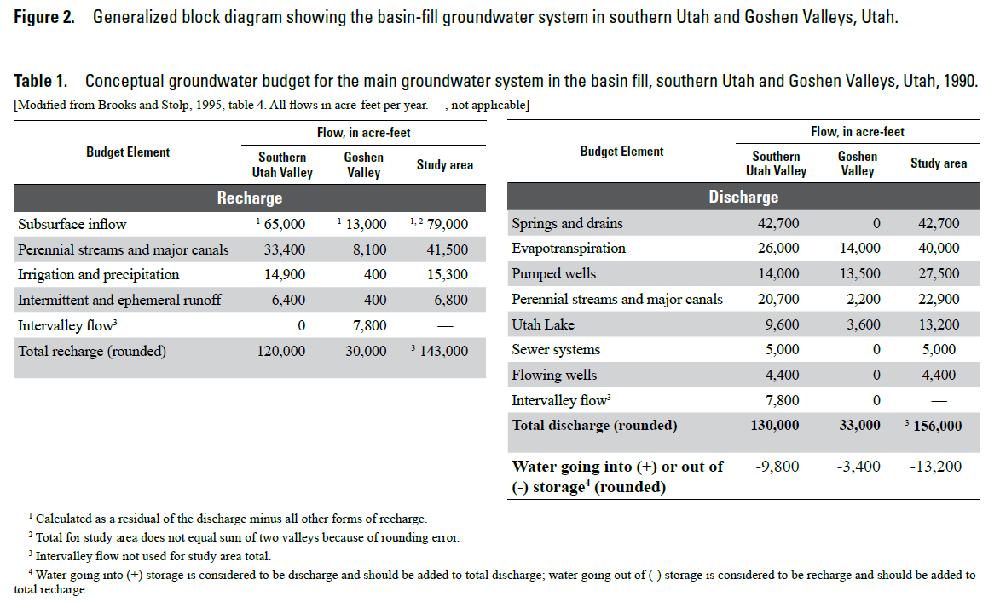 Figure 2. Generalized block diagram showing the basin-fill groundwater system in southern Utah and Goshen Valleys, Utah.
Table 1. Conceptual groundwater budget for the main groundwater system in the basin fill, southern Utah and Goshen Valleys, Utah, 1990.
[Modified from Brooks and Stolp, 1995, table 4. All flows in acre-feet per year. —, not applicable]
Budget Element
Flow, in acre-feet
Southern Utah Valley
Goshen Valley
Study area
Recharge
Subsurface inflow ¹ 65,000 ¹ 13,000 ¹,² 79,000
Perennial streams and major canals 33,400 8,100 41,500
Irrigation and precipitation 14,900 400 15,300
Intermittent and ephemeral runoff 6,400 400 6,800
Intervalley flow³ 0 7,800 —
Total recharge (rounded) 120,000 30,000 ³ 143,000
Budget Element
Flow, in acre-feet
Southern Utah Valley
Goshen Valley
Study area
Discharge
Springs and drains 42,700 0 42,700
Evapotranspiration 26,000 14,000 40,000
Pumped wells 14,000 13,500 27,500
Perennial streams and major canals 20,700 2,200 22,900
Utah Lake 9,600 3,600 13,200
Sewer systems 5,000 0 5,000
Flowing wells 4,400 0 4,400
Intervalley flow³ 7,800 0 —
Total discharge (rounded) 130,000 33,000 ³ 156,000
Water going into (+) or out of -9,800 -3,400 -13,200
(-) storage⁴ (rounded)
¹ Calculated as a residual of the discharge minus all other forms of recharge.
² Total for study area does not equal sum of two valleys because of rounding error.
³ Intervalley flow not used for study area total.
⁴ Water going into (+) storage is considered to be discharge and should be added to total discharge; water going out of (-) storage is considered to be recharge and should be added to
total recharge.